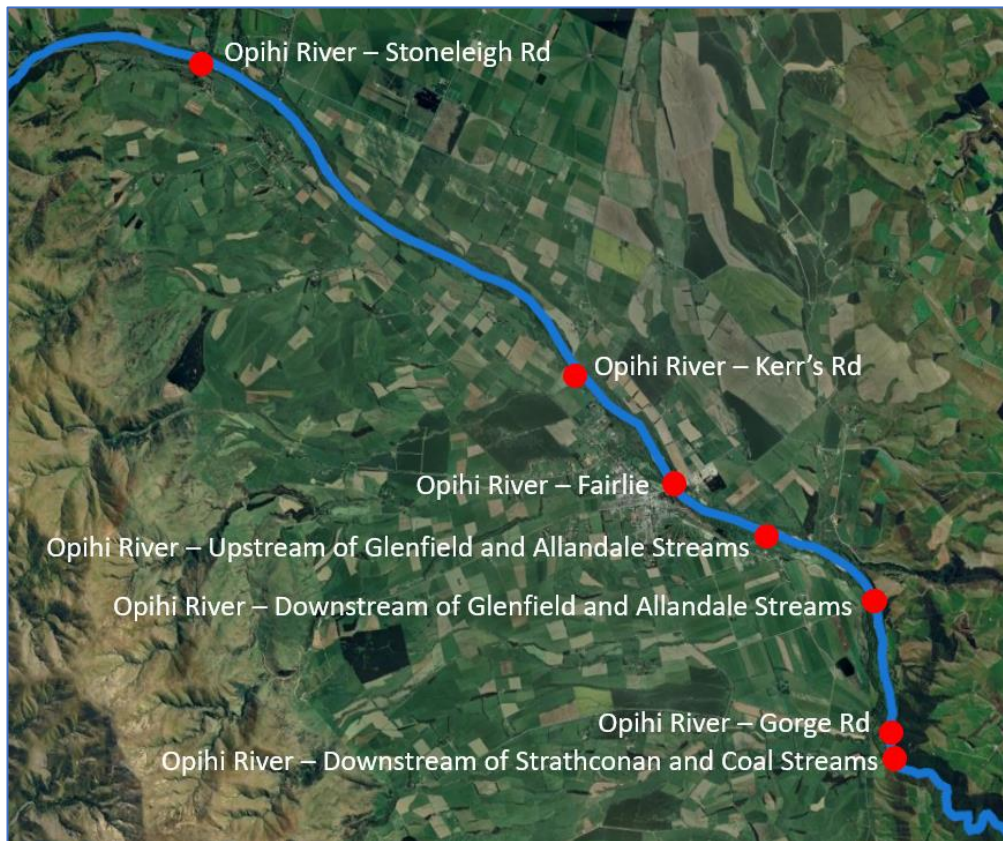 Opihi River – Stoneleigh Rd
Opihi River – Kerr’s Rd
Opihi River – Fairlie
Opihi River – Upstream of Glenfield and Allandale Streams
Opihi River – Downstream of Glenfield and Allandale Streams
Opihi River – Gorge Rd
Opihi River – Downstream of Strathconan and Coal Streams